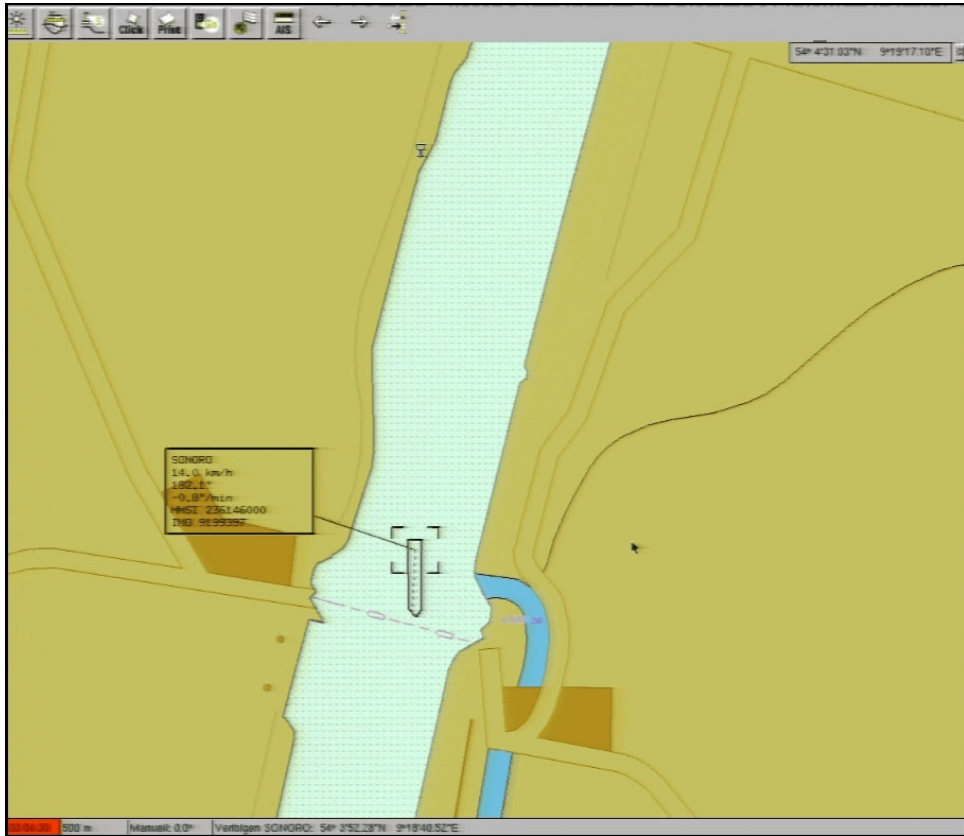 Click Print AIS
54° 4'31.03"N 9°19'17.10"E
SONORO
14.0 km/h
182.1°
-0.8°/min
MMSI 236146000
IMO 9199397
500 m Manuell: 0.0° Verfolgen SONORO: 54° 3'52.28"N 9°18'40.52"E